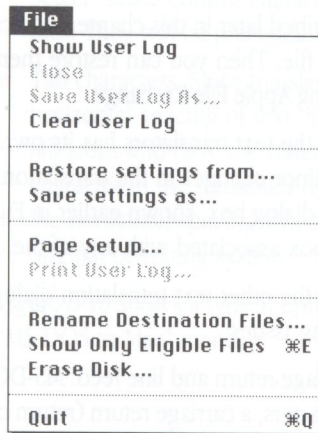 File
Show User Log
Close
Save User Log As...
Clear User Log
Restore settings from...
Save settings as...
Page Setup...
Print User Log...
Rename Destination Files...
Show Only Eligible Files ⌘E
Erase Disk...
Quit ⌘Q